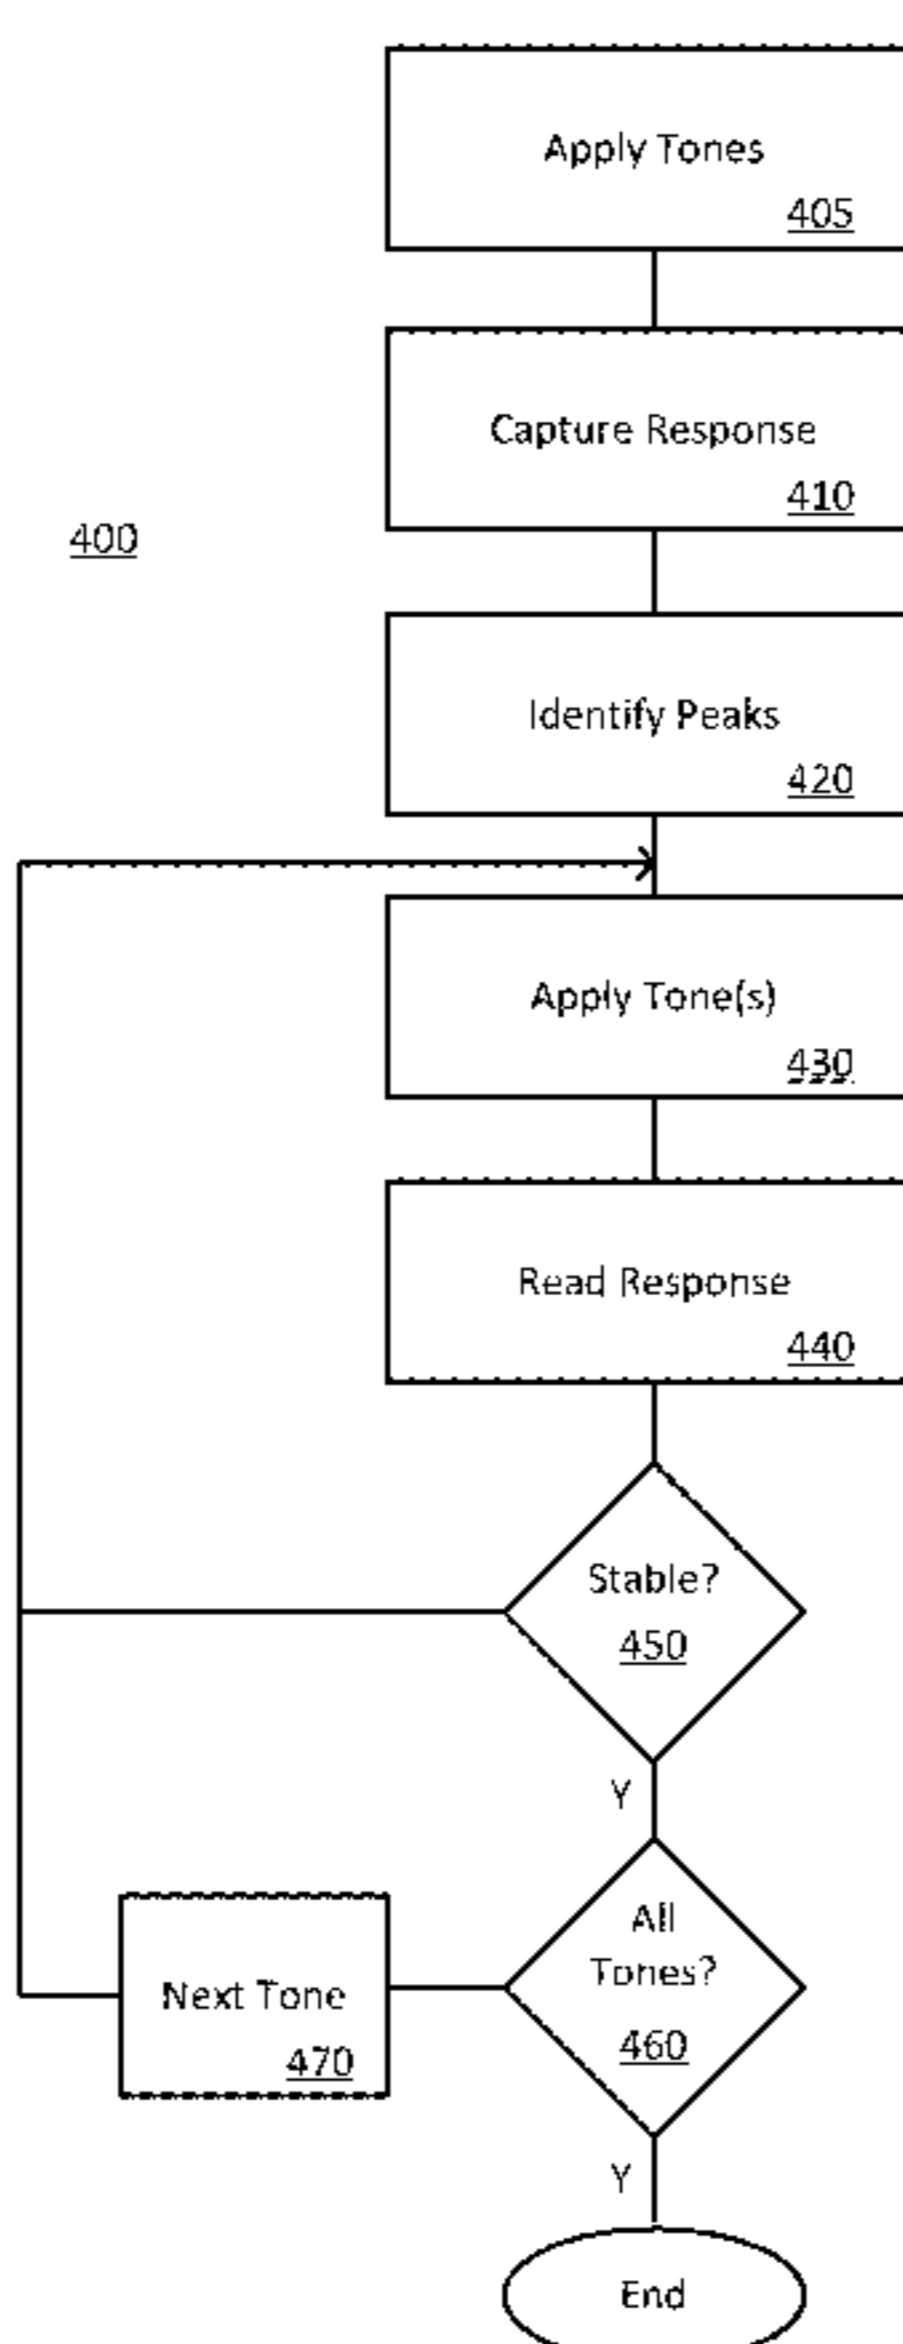 Apply Tones
405
Capture Response
410
400
Identify Peaks
420
Apply Tone(s)
430
Read Response
440
Stable?
450
Y
All
Tones?
460
Next Tone
470
Y
End